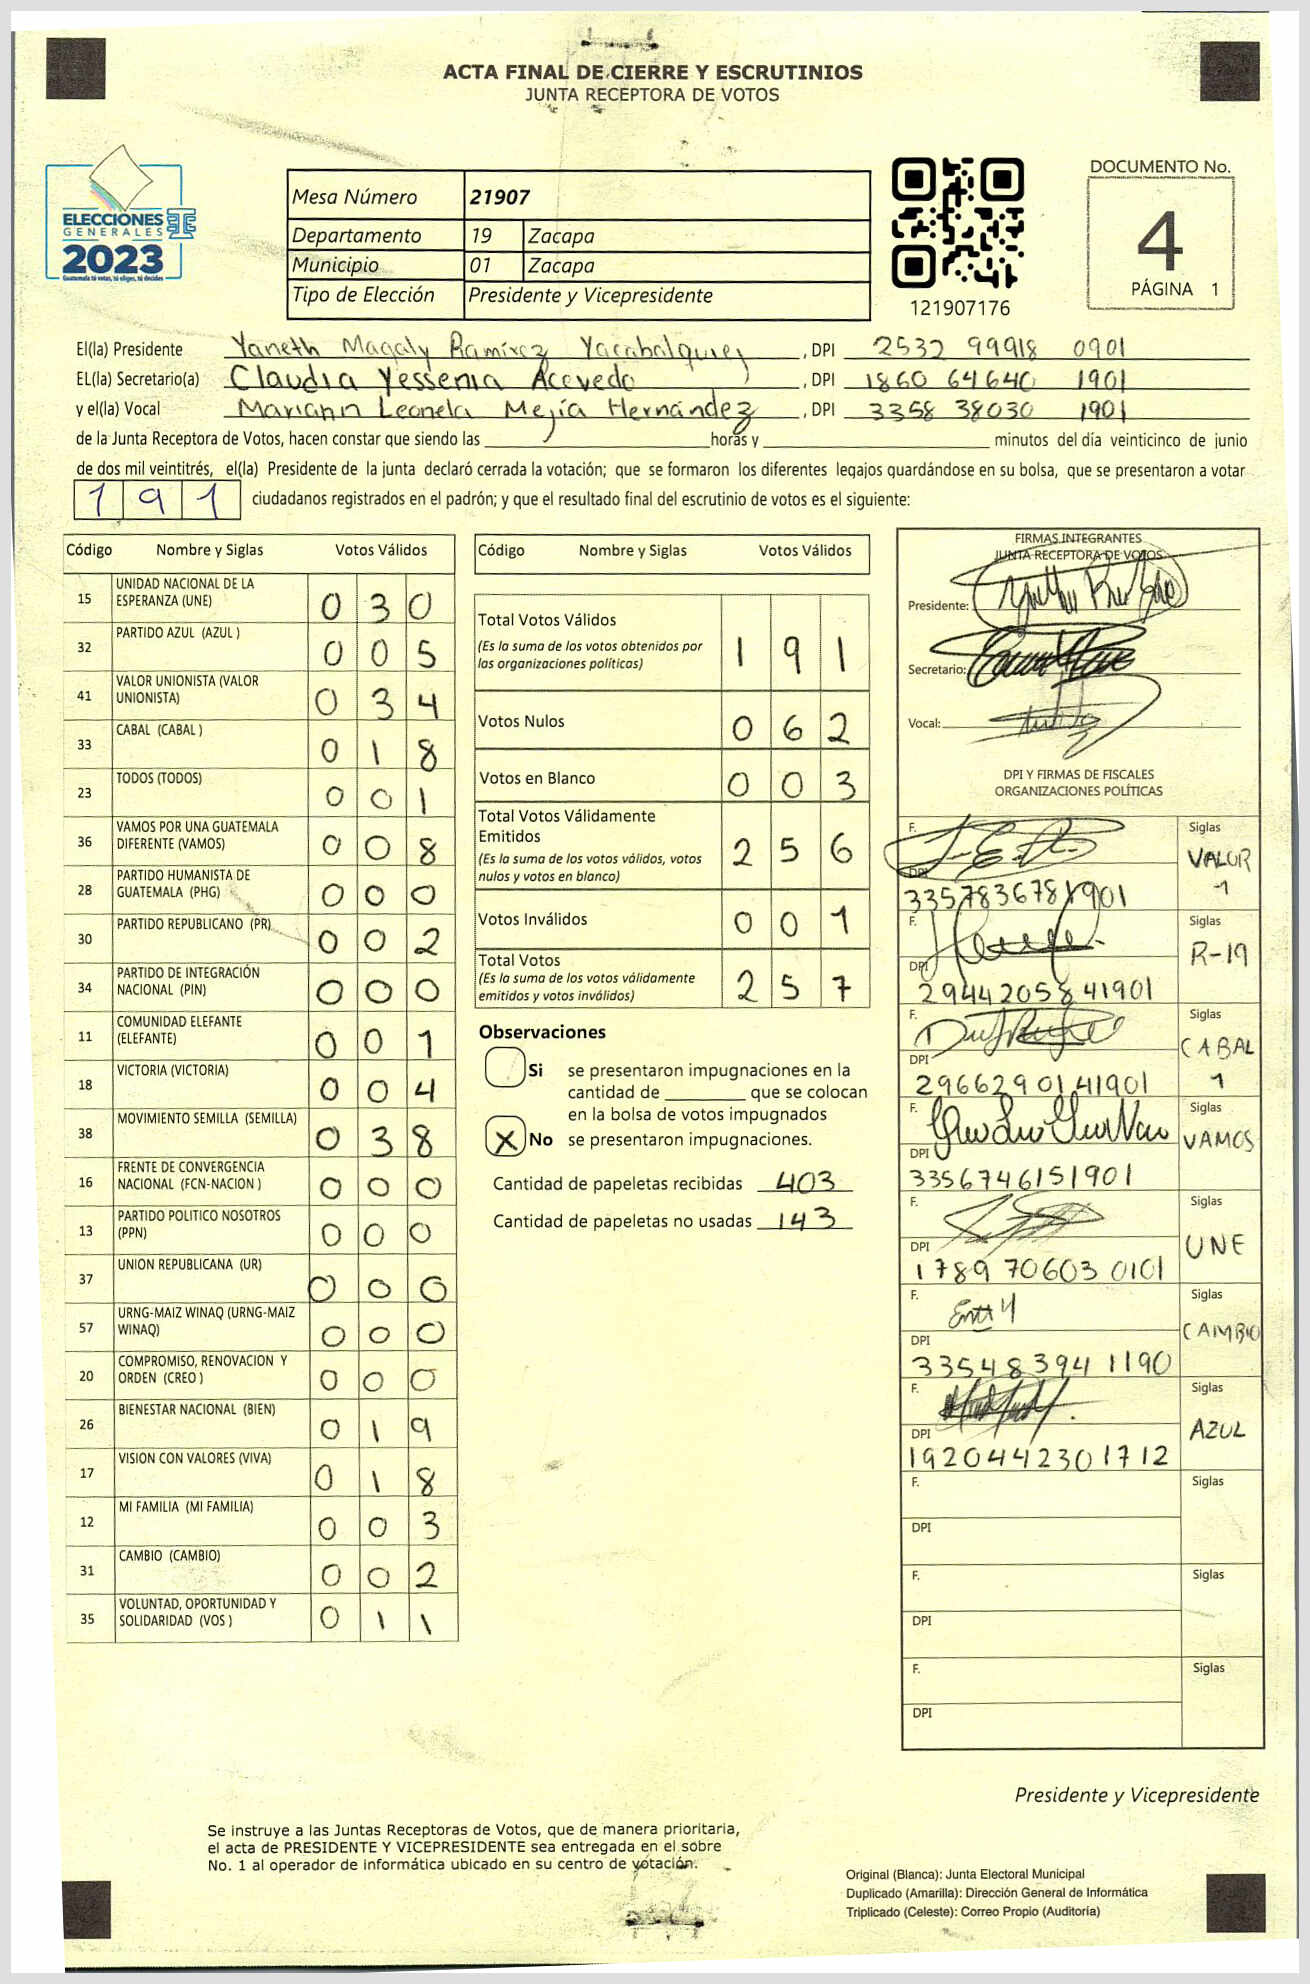 ACTA FINAL DE CIERRE Y ESCRUTINIOS
JUNTA RECEPTORA DE VOTOS
ELECCIONES
GENERALES
2023
Guatemala tú votas, tú eliges, tú decides
Mesa Número 21907
Departamento 19 Zacapa
Municipio 01 Zacapa
Tipo de Elección Presidente y Vicepresidente
121907176
DOCUMENTO No.
4
PÁGINA 1
El(la) Presidente Yaneth Magaly Ramírez , DPI 2532 99918 0901
EL(la) Secretario(a) Claudia Yessenia Acevedo , DPI 1860 64640 1901
y el(la) Vocal Mariann Leonela Mejía Hernández , DPI 3358 38030 1901
de la Junta Receptora de Votos, hacen constar que siendo las horas y minutos del día veinticinco de junio
de dos mil veintitrés, el(la) Presidente de la junta declaró cerrada la votación; que se formaron los diferentes legajos quardándose en su bolsa, que se presentaron a votar
191 ciudadanos registrados en el padrón; y que el resultado final del escrutinio de votos es el siguiente:
Código Nombre y Siglas Votos Válidos
15 UNIDAD NACIONAL DE LA ESPERANZA (UNE) 0 3 0
32 PARTIDO AZUL (AZUL ) 0 0 5
41 VALOR UNIONISTA (VALOR UNIONISTA) 0 3 4
33 CABAL (CABAL ) 0 1 8
23 TODOS (TODOS) 0 0 1
36 VAMOS POR UNA GUATEMALA DIFERENTE (VAMOS) 0 0 8
28 PARTIDO HUMANISTA DE GUATEMALA (PHG) 0 0 0
30 PARTIDO REPUBLICANO (PR) 0 0 2
34 PARTIDO DE INTEGRACIÓN NACIONAL (PIN) 0 0 0
11 COMUNIDAD ELEFANTE (ELEFANTE) 0 0 1
18 VICTORIA (VICTORIA) 0 0 4
38 MOVIMIENTO SEMILLA (SEMILLA) 0 3 8
16 FRENTE DE CONVERGENCIA NACIONAL (FCN-NACION ) 0 0 0
13 PARTIDO POLITICO NOSOTROS (PPN) 0 0 0
37 UNION REPUBLICANA (UR) 0 0 0
57 URNG-MAIZ WINAQ (URNG-MAIZ WINAQ) 0 0 0
20 COMPROMISO, RENOVACION Y ORDEN (CREO ) 0 0 0
26 BIENESTAR NACIONAL (BIEN) 0 1 9
17 VISION CON VALORES (VIVA) 0 1 8
12 MI FAMILIA (MI FAMILIA) 0 0 3
31 CAMBIO (CAMBIO) 0 0 2
35 VOLUNTAD, OPORTUNIDAD Y SOLIDARIDAD (VOS ) 0 1 1
Código Nombre y Siglas Votos Válidos
Total Votos Válidos 1 9 1
(Es la suma de los votos obtenidos por
las organizaciones políticas)
Votos Nulos 0 6 2
Votos en Blanco 0 0 3
Total Votos Válidamente
Emitidos 2 5 6
(Es la suma de los votos válidos, votos
nulos y votos en blanco)
Votos Inválidos 0 0 1
Total Votos 2 5 7
(Es la suma de los votos válidamente
emitidos y votos inválidos)
Observaciones
Si se presentaron impugnaciones en la
cantidad de que se colocan
en la bolsa de votos impugnados
X No se presentaron impugnaciones.
Cantidad de papeletas recibidas 403
Cantidad de papeletas no usadas 143
FIRMAS INTEGRANTES
JUNTA RECEPTORA DE VOTOS
Presidente:
Secretario:
Vocal:
DPI Y FIRMAS DE FISCALES
ORGANIZACIONES POLÍTICAS
F. Siglas VALOR 1
DPI 3357836781901
F. Siglas R-19
DPI 2944205841901
F. Siglas CABAL 1
DPI 2966290141901
F. Siglas VAMOS
DPI 3356746151901
F. Siglas UNE
DPI 1789 70603 0101
F. Siglas CAMBIO
DPI 33548394 1190
F. Siglas AZUL
DPI 1920442301712
F. Siglas
DPI
F. Siglas
DPI
F. Siglas
DPI
Presidente y Vicepresidente
Se instruye a las Juntas Receptoras de Votos, que de manera prioritaria,
el acta de PRESIDENTE Y VICEPRESIDENTE sea entregada en el sobre
No. 1 al operador de informática ubicado en su centro de votación.
Original (Blanca): Junta Electoral Municipal
Duplicado (Amarilla): Dirección General de Informática
Triplicado (Celeste): Correo Propio (Auditoría)